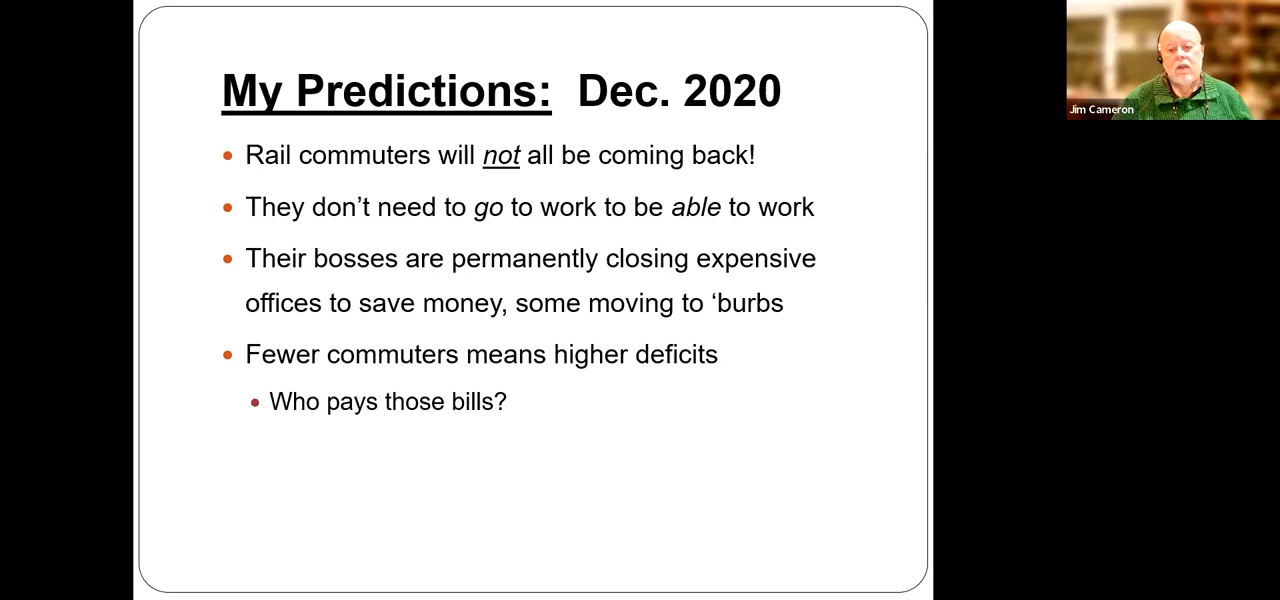 My Predictions: Dec. 2020
Rail commuters will not all be coming back!
They don’t need to go to work to be able to work
Their bosses are permanently closing expensive
offices to save money, some moving to ‘burbs
Fewer commuters means higher deficits
Who pays those bills?
Jim Cameron